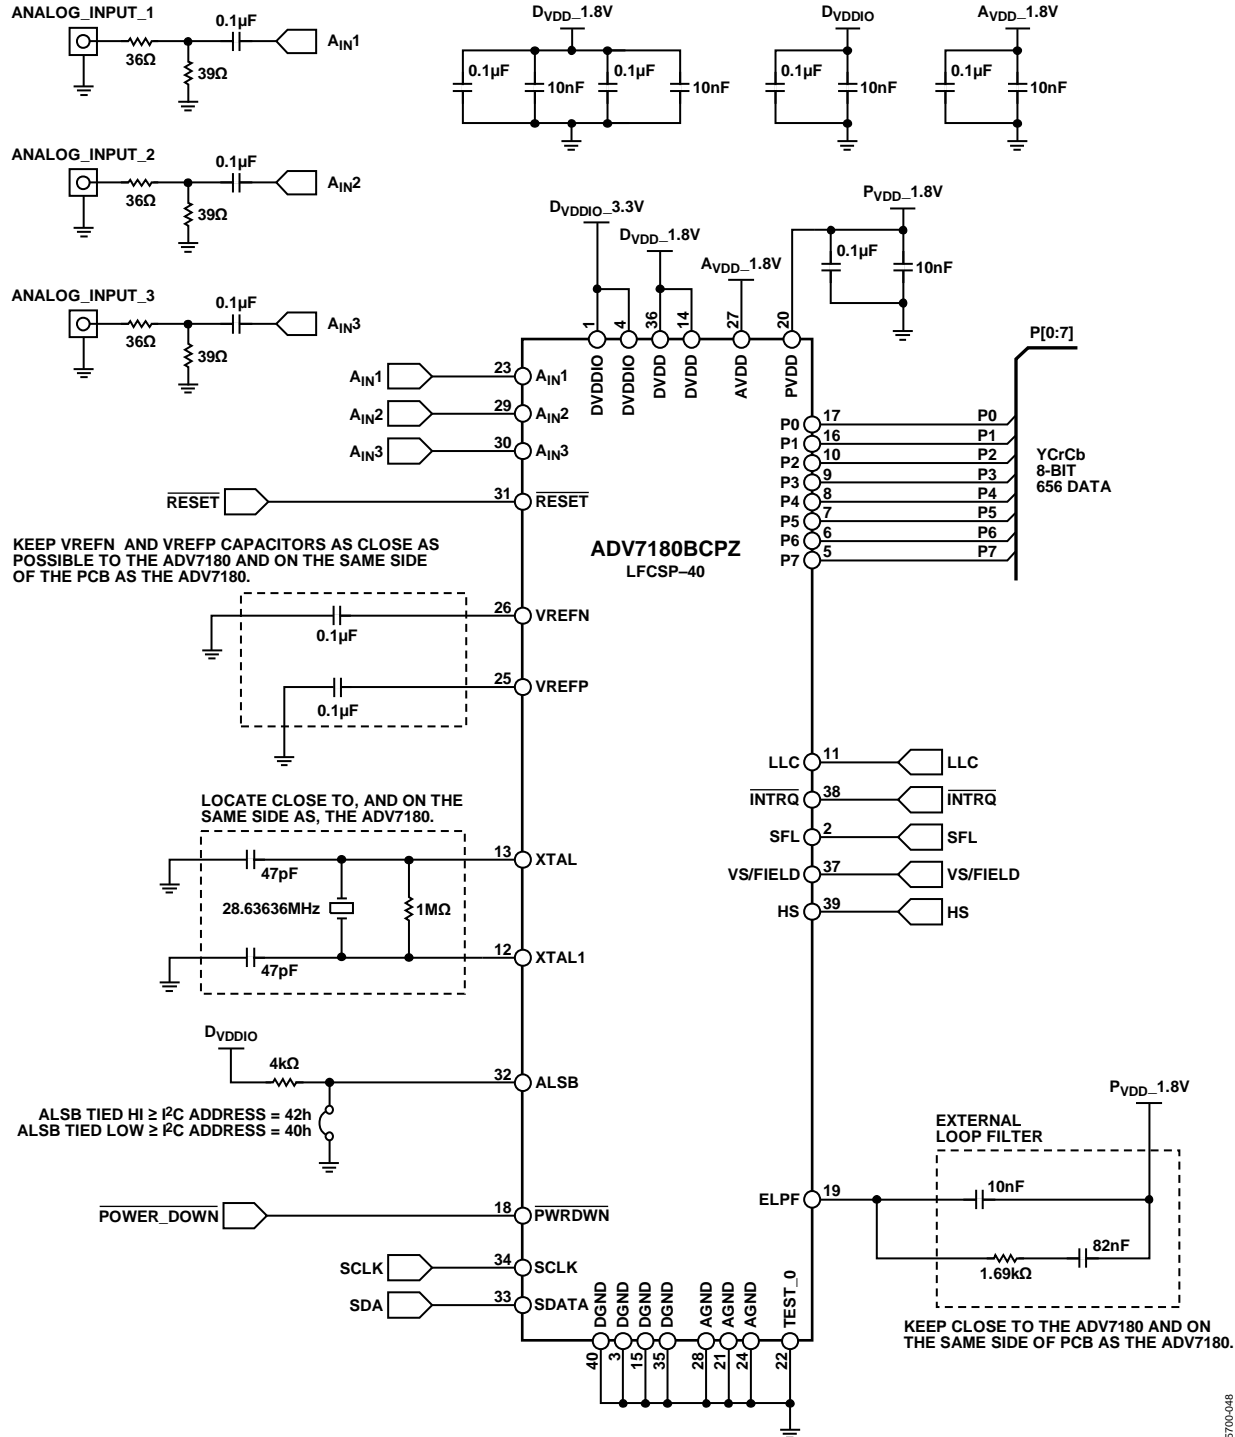 ANALOG_INPUT_1
0.1µF
36Ω
39Ω
AIN1
DVDD_1.8V
0.1µF
10nF
0.1µF
10nF
DVDDIO
0.1µF
10nF
AVDD_1.8V
0.1µF
10nF
ANALOG_INPUT_2
0.1µF
36Ω
39Ω
AIN2
ANALOG_INPUT_3
0.1µF
36Ω
39Ω
AIN3
DVDDIO_3.3V
DVDD_1.8V
AVDD_1.8V
PVDD_1.8V
0.1µF
10nF
1
4
36
14
27
20
DVDDIO
DVDDIO
DVDD
DVDD
AVDD
PVDD
AIN1 23 AIN1
AIN2 29 AIN2
AIN3 30 AIN3
RESET 31 RESET
P[0:7]
P0 17 P0
P1 16 P1
P2 10 P2
P3 9 P3
P4 8 P4
P5 7 P5
P6 6 P6
P7 5 P7
YCrCb
8-BIT
656 DATA
ADV7180BCPZ
LFCSP–40
KEEP VREFN AND VREFP CAPACITORS AS CLOSE AS
POSSIBLE TO THE ADV7180 AND ON THE SAME SIDE
OF THE PCB AS THE ADV7180.
26 VREFN
0.1µF
25 VREFP
0.1µF
LLC 11 LLC
INTRQ 38 INTRQ
SFL 2 SFL
VS/FIELD 37 VS/FIELD
HS 39 HS
LOCATE CLOSE TO, AND ON THE
SAME SIDE AS, THE ADV7180.
13 XTAL
47pF
28.63636MHz
1MΩ
12 XTAL1
47pF
DVDDIO
4kΩ
32 ALSB
ALSB TIED HI ≥ I2C ADDRESS = 42h
ALSB TIED LOW ≥ I2C ADDRESS = 40h
POWER_DOWN 18 PWRDWN
SCLK 34 SCLK
SDA 33 SDATA
PVDD_1.8V
EXTERNAL
LOOP FILTER
ELPF 19
10nF
82nF
1.69kΩ
KEEP CLOSE TO THE ADV7180 AND ON
THE SAME SIDE OF PCB AS THE ADV7180.
DGND
DGND
DGND
DGND
AGND
AGND
AGND
TEST_0
40
3
15
35
28
21
24
22
05700-048